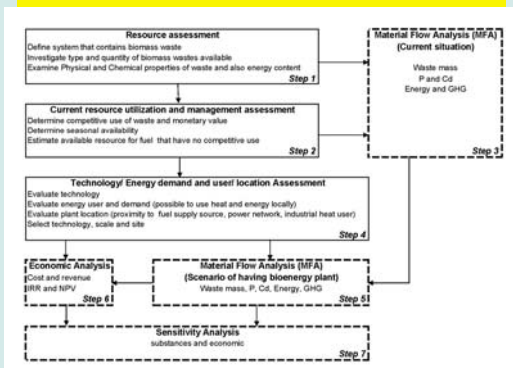 Resource assessment
Define system that contains biomass waste
Investigate type and quantity of biomass wastes available
Examine Physical and Chemical properties of waste and also energy content
Step 1
Material Flow Analysis (MFA)
(Current situation)
Waste mass
P and Cd
Energy and GHG
Step 3
Current resource utilization and management assessment
Determine competitive use of waste and monetary value
Determine seasonal availability
Estimate available resource for fuel that have no competitive use
Step 2
Technology/ Energy demand and user/ location Assessment
Evaluate technology
Evaluate energy user and demand (possible to use heat and energy locally)
Evaluate plant location (proximity to fuel supply source, power network, industrial heat user)
Select technology, scale and site
Step 4
Economic Analysis
Cost and revenue
IRR and NPV
Step 6
Material Flow Analysis (MFA)
(Scenario of having bioenergy plant)
Waste mass, P, Cd, Energy, GHG
Step 5
Sensitivity Analysis
substances and economic
Step 7